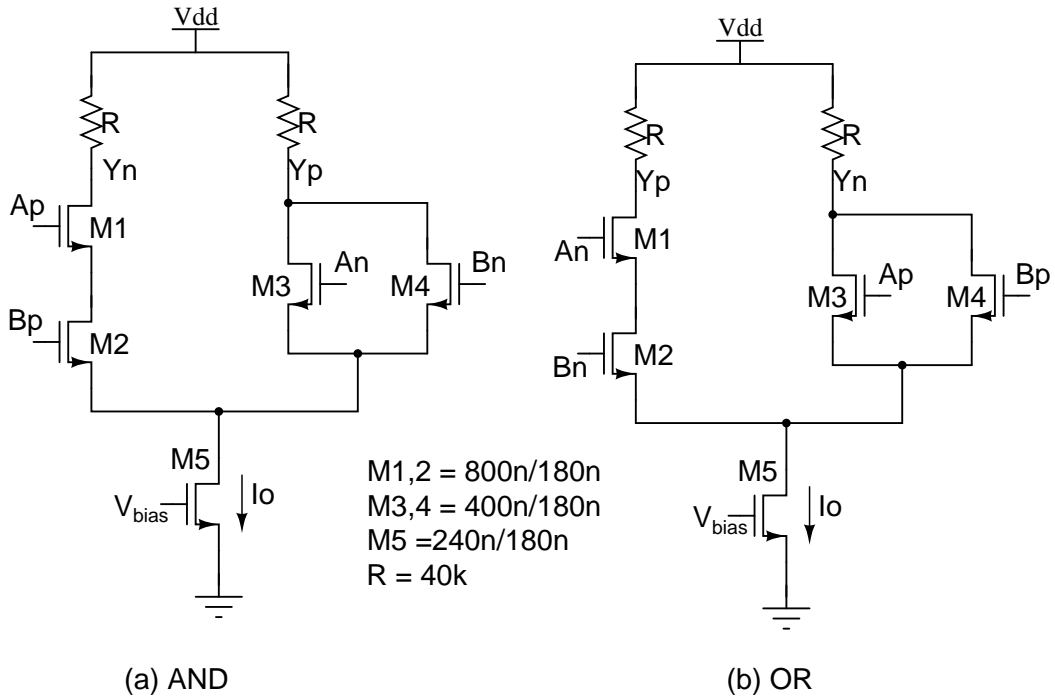 Vdd
R
R
Yn
Yp
Ap
M1
An
Bn
M3
M4
Bp
M2
M5
Vbias
Io
Vdd
R
R
Yp
Yn
An
M1
Ap
Bp
M3
M4
Bn
M2
M5
Vbias
Io
M1,2 = 800n/180n
M3,4 = 400n/180n
M5 =240n/180n
R = 40k
(a) AND
(b) OR